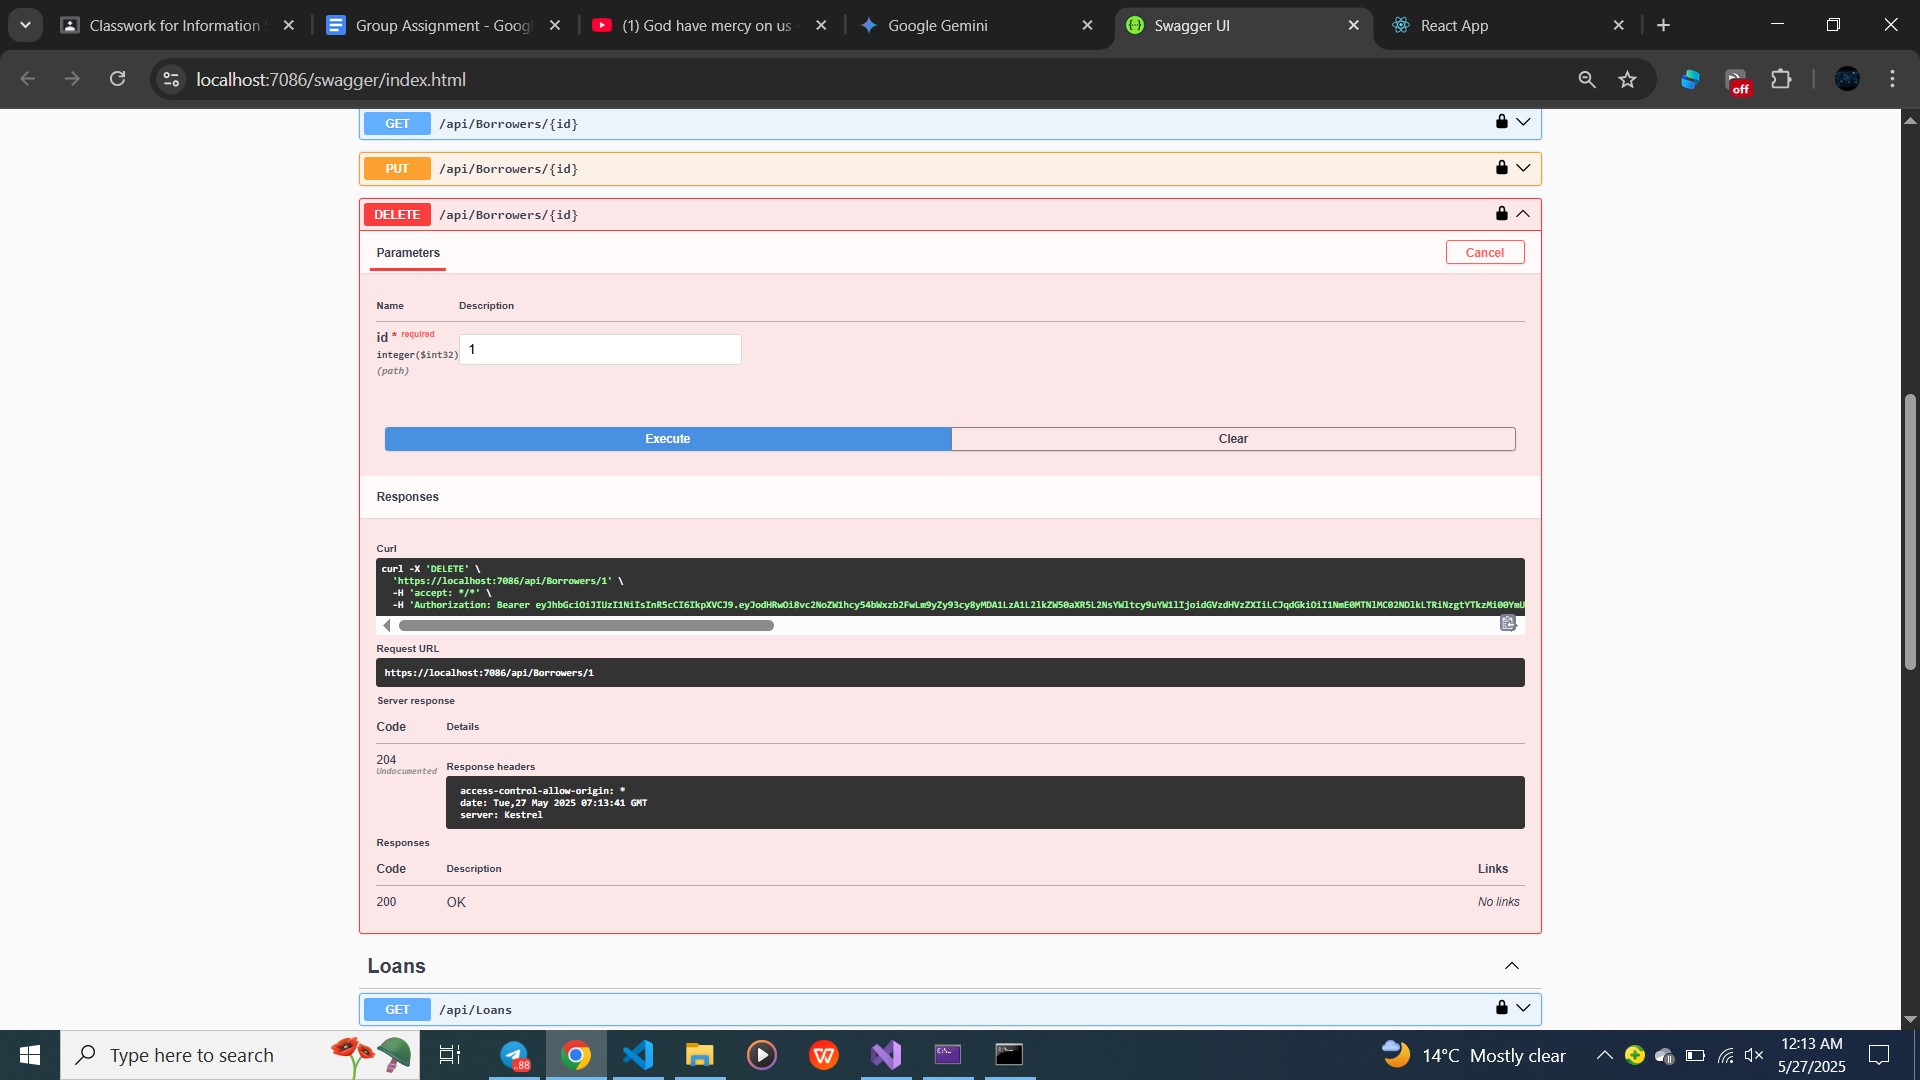 Classwork for Information
Group Assignment - Goog
(1) God have mercy on us
Google Gemini
Swagger UI
React App
localhost:7086/swagger/index.html
off
GET /api/Borrowers/{id}
PUT /api/Borrowers/{id}
DELETE /api/Borrowers/{id}
Parameters
Cancel
Name Description
id * required
integer($int32)
(path)
1
Execute
Clear
Responses
Curl
curl -X 'DELETE' \
'https://localhost:7086/api/Borrowers/1' \
-H 'accept: */*' \
Request URL
https://localhost:7086/api/Borrowers/1
Server response
Code Details
204
Undocumented
Response headers
access-control-allow-origin: *
date: Tue,27 May 2025 07:13:41 GMT
server: Kestrel
Responses
Code Description Links
200 OK No links
Loans
GET /api/Loans
Type here to search
14°C Mostly clear
12:13 AM
5/27/2025